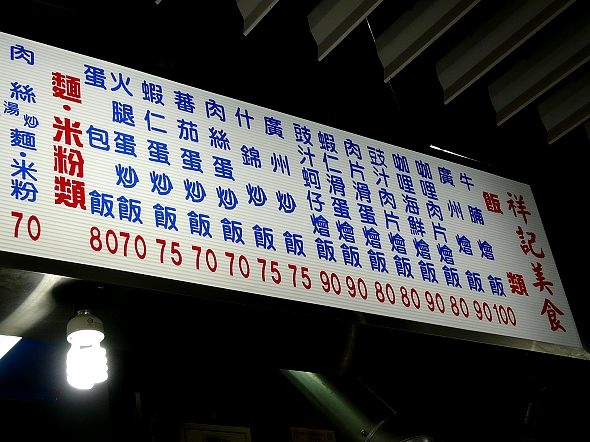 祥記美食
飯類
牛腩燴飯 100
廣州燴飯 90
咖哩肉片燴飯 80
咖哩海鮮燴飯 90
豉汁肉片燴飯 80
肉片滑蛋燴飯 80
蝦仁滑蛋燴飯 90
豉汁蚵仔燴飯 90
廣州炒飯 75
什錦炒飯 75
肉絲蛋炒飯 70
蕃茄蛋炒飯 70
蝦仁蛋炒飯 75
火腿蛋炒飯 70
蛋包飯 80
麵·米粉類
肉絲湯炒麵·米粉 70